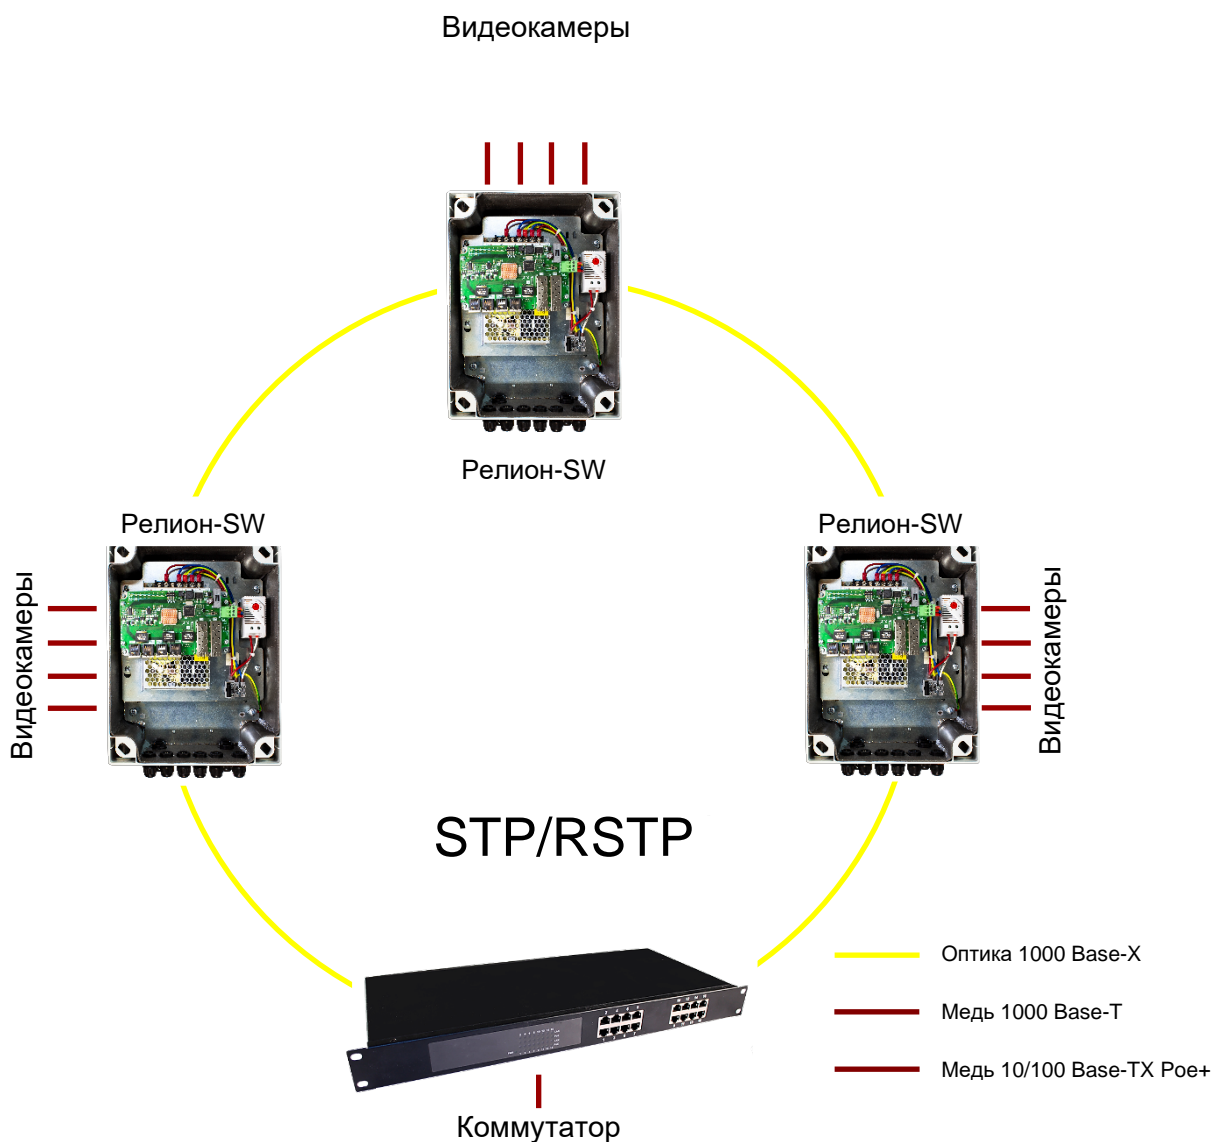 Видеокамеры
Релион-SW
Релион-SW
Релион-SW
Видеокамеры
Видеокамеры
STP/RSTP
Оптика 1000 Base-X
Медь 1000 Base-T
Медь 10/100 Base-TX Poe+
Коммутатор